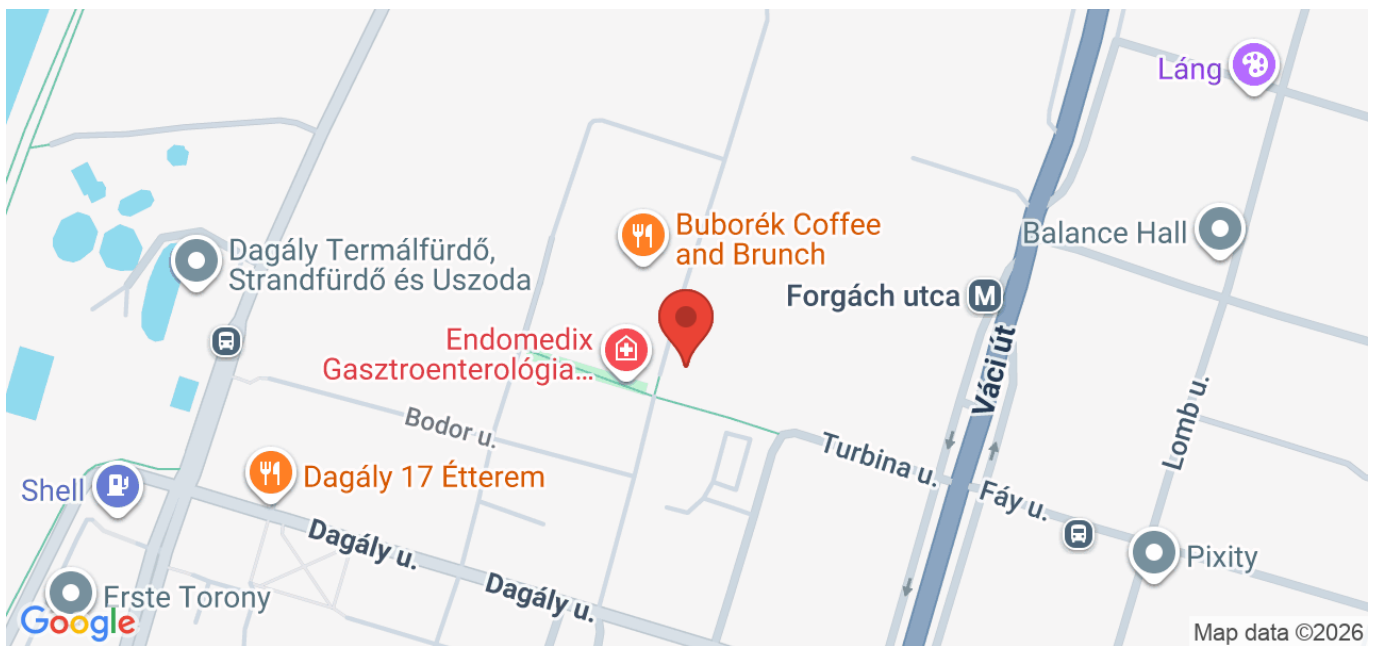 Láng
Buborék Coffee
and Brunch
Balance Hall
Dagály Termálfürdő,
Strandfürdő és Uszoda
Forgách utca M
Endomedix
Gasztroenterológia...
Váci út
Lomb u.
Bodor u.
Turbina u.
Dagály 17 Étterem
Shell
Fáy u.
Dagály u.
Pixity
Dagály u.
Erste Torony
Google
Map data ©2026